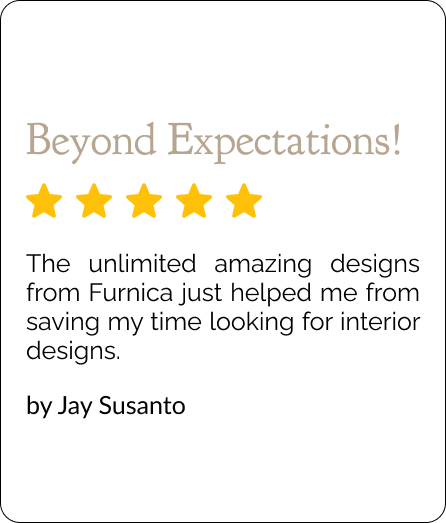 Beyond Expectations!
The unlimited amazing designs
from Furnica just helped me from
saving my time looking for interior
designs.
by Jay Susanto